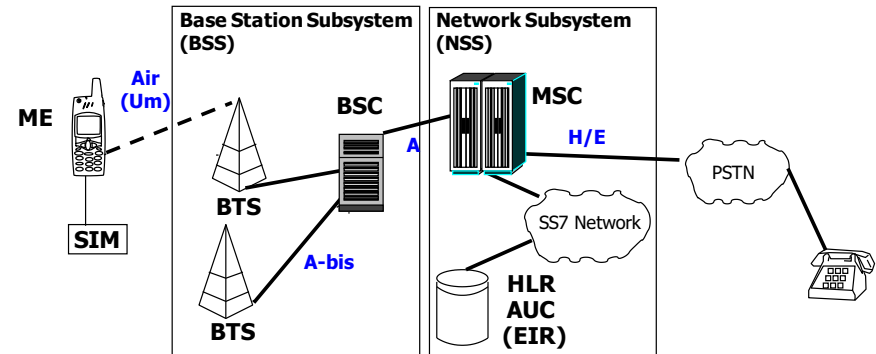 Base Station Subsystem
(BSS)
Network Subsystem
(NSS)
Air
(Um)
ME
BSC
MSC
A
H/E
PSTN
BTS
SS7 Network
SIM
A-bis
HLR
AUC
(EIR)
BTS